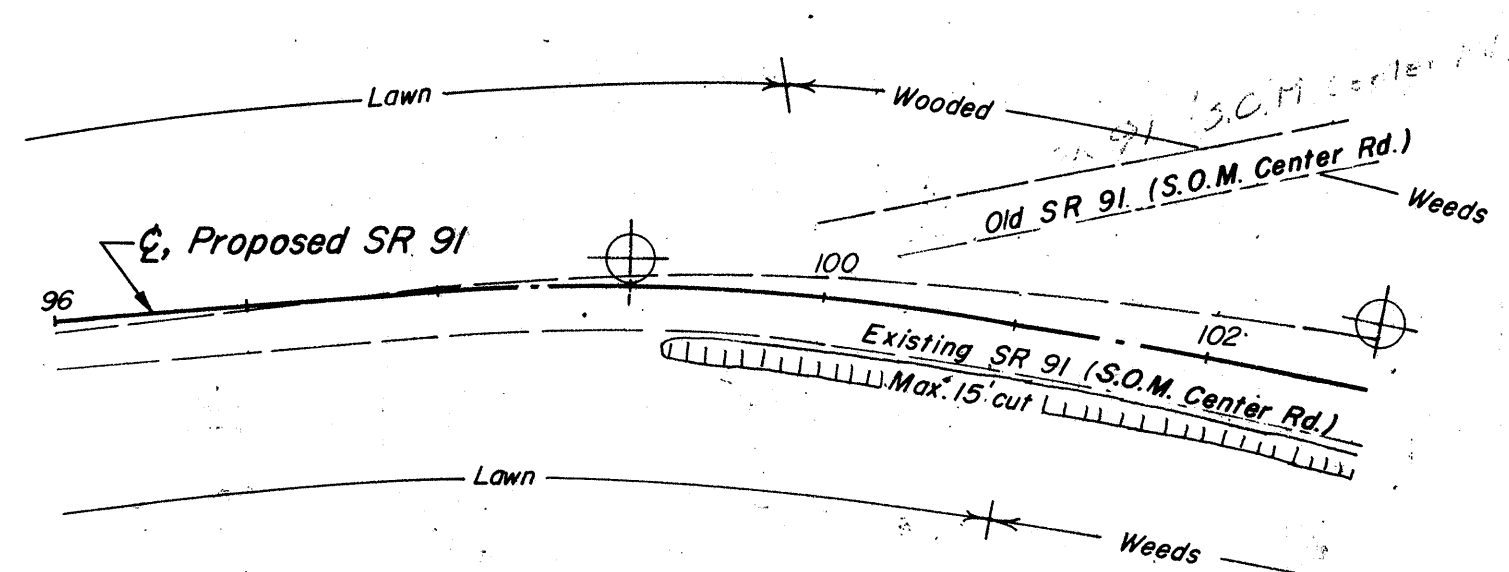 Lawn
Wooded
S.O.M. Center
Old SR 91. (S.O.M. Center Rd.)
Weeds
℄, Proposed SR 91
96
100
102
Existing SR 91 (S.O.M. Center Rd.)
Max. 15' cut
Lawn
Weeds